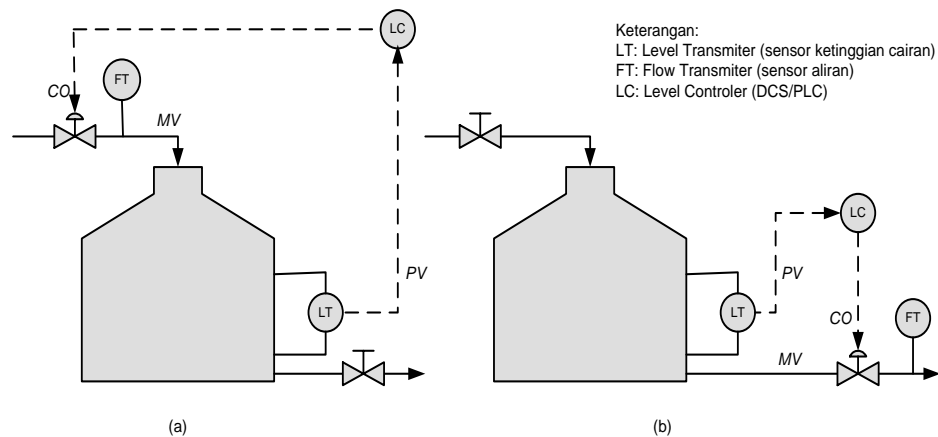 LC
FT
CO
MV
PV
LT
(a)
Keterangan:
LT: Level Transmiter (sensor ketinggian cairan)
FT: Flow Transmiter (sensor aliran)
LC: Level Controler (DCS/PLC)
LC
PV
LT
CO
FT
MV
(b)